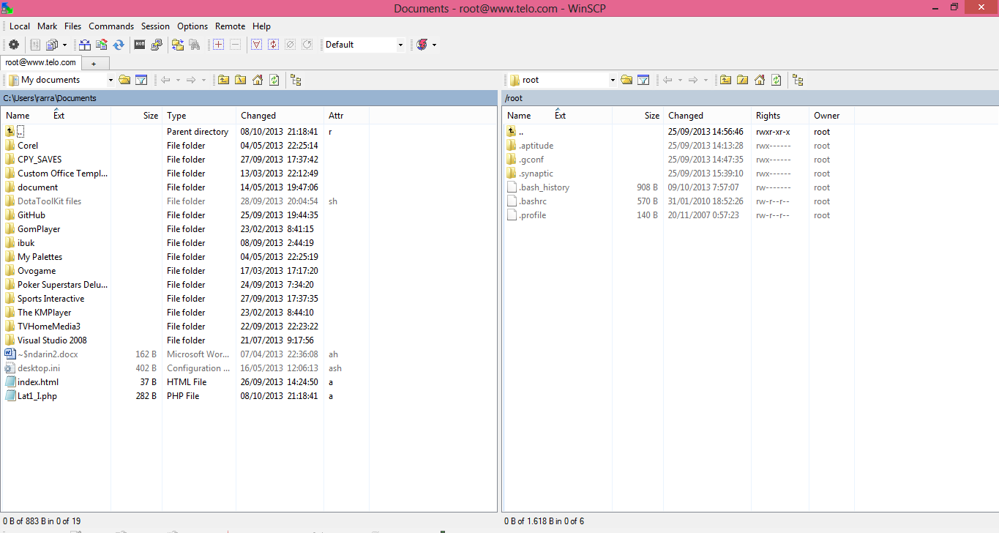 Documents - root@www.telo.com - WinSCP
Local Mark Files Commands Session Options Remote Help
Default
root@www.telo.com +
My documents
root
C:\Users\rarra\Documents
/root
Name Ext Size Type Changed Attr
.. Parent directory 08/10/2013 21:18:41 r
Corel File folder 04/05/2013 22:25:14
CPY_SAVES File folder 27/09/2013 17:37:42
Custom Office Templ... File folder 13/03/2013 22:12:49
document File folder 14/05/2013 19:47:06
DotaToolKit files File folder 28/09/2013 20:04:54 sh
GitHub File folder 25/09/2013 19:44:35
GomPlayer File folder 23/02/2013 8:41:15
ibuk File folder 08/09/2013 2:44:19
My Palettes File folder 04/05/2013 22:25:19
Ovogame File folder 17/03/2013 17:17:20
Poker Superstars Delu... File folder 24/09/2013 7:34:20
Sports Interactive File folder 27/09/2013 17:37:35
The KMPlayer File folder 23/02/2013 8:44:10
TVHomeMedia3 File folder 22/09/2013 22:23:22
Visual Studio 2008 File folder 21/07/2013 9:17:56
~$ndarin2.docx 162 B Microsoft Wor... 07/04/2013 22:36:08 ah
desktop.ini 402 B Configuration ... 16/05/2013 12:06:13 ash
index.html 37 B HTML File 26/09/2013 14:24:50 a
Lat1_I.php 282 B PHP File 08/10/2013 21:18:41 a
Name Ext Size Changed Rights Owner
.. 25/09/2013 14:56:46 rwxr-xr-x root
.aptitude 25/09/2013 14:13:28 rwx------ root
.gconf 25/09/2013 14:47:35 rwx------ root
.synaptic 25/09/2013 15:39:10 rwx------ root
.bash_history 908 B 09/10/2013 7:57:07 rw------- root
.bashrc 570 B 31/01/2010 18:52:26 rw-r--r-- root
.profile 140 B 20/11/2007 0:57:23 rw-r--r-- root
0 B of 883 B in 0 of 19
0 B of 1.618 B in 0 of 6